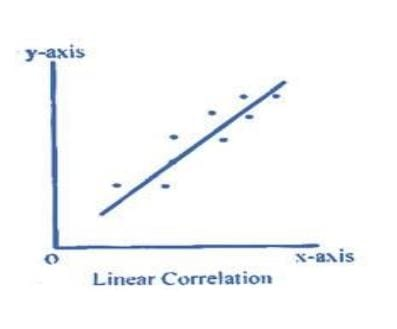 y-axis
O
x-axis
Linear Correlation